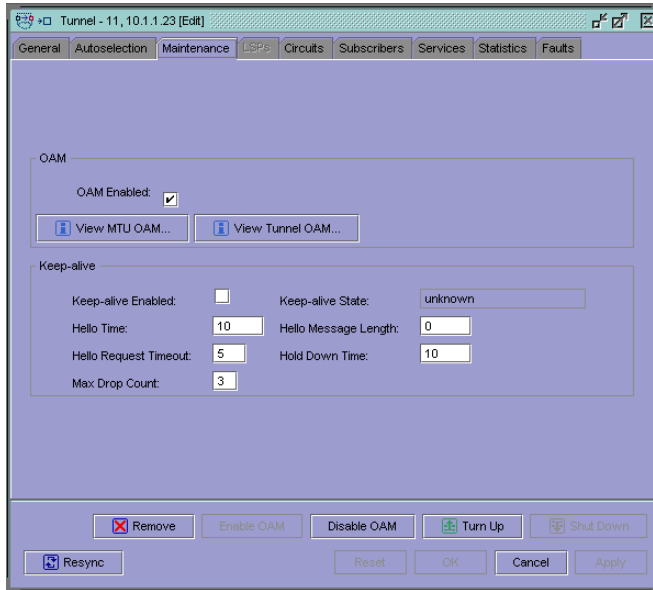 Tunnel - 11, 10.1.1.23 [Edit]
General Autoselection Maintenance LSPs Circuits Subscribers Services Statistics Faults
OAM
OAM Enabled:
View MTU OAM... View Tunnel OAM...
Keep-alive
Keep-alive Enabled: Keep-alive State: unknown
Hello Time: 10 Hello Message Length: 0
Hello Request Timeout: 5 Hold Down Time: 10
Max Drop Count: 3
Remove Enable OAM Disable OAM Turn Up Shut Down
Resync Reset OK Cancel Apply